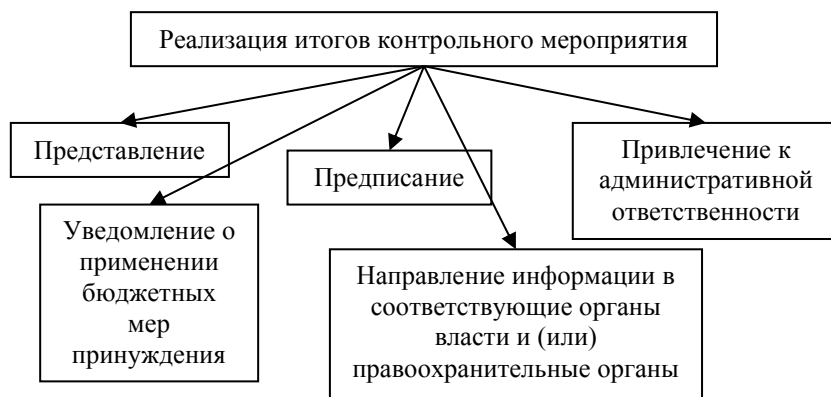 Реализация итогов контрольного мероприятия
Представление
Предписание
Привлечение к
административной
ответственности
Уведомление о
применении
бюджетных
мер
принуждения
Направление информации в
соответствующие органы
власти и (или)
правоохранительные органы